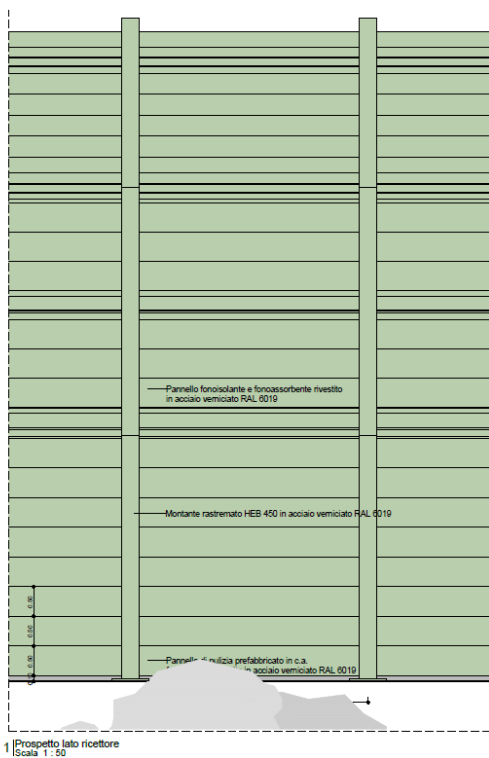 Pannello fonoisolante e fonoassorbente rivestito
in acciaio verniciato RAL 6019
Montante rastremato HEB 450 in acciaio verniciato RAL 6019
0.50
0.50
0.50
Pannello di pulizia prefabbricato in c.a.
in acciaio verniciato RAL 6019
1 Prospetto lato ricettore
Scala 1 : 50